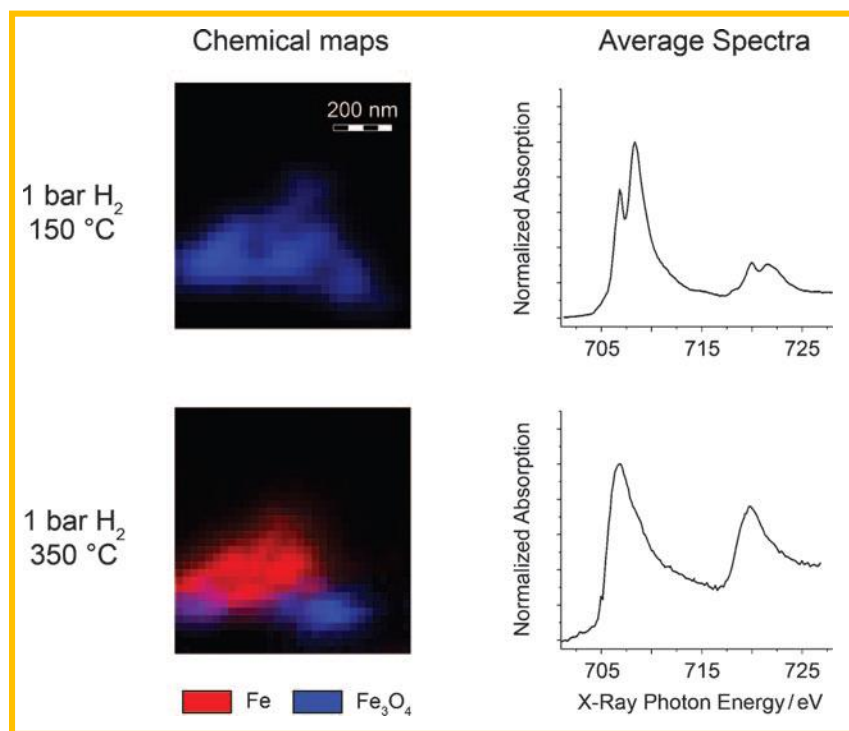 Chemical maps
Average Spectra
200 nm
1 bar H₂
150 °C
Normalized Absorption
705 715 725
1 bar H₂
350 °C
Normalized Absorption
705 715 725
Fe Fe₃O₄
X-Ray Photon Energy/eV